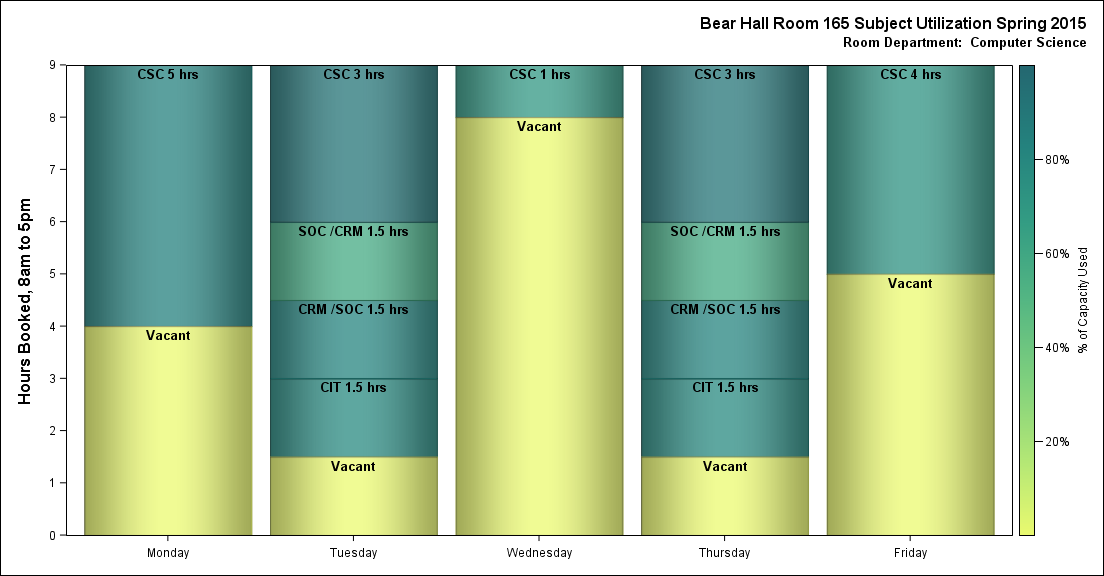 Bear Hall Room 165 Subject Utilization Spring 2015
Room Department:  Computer Science
Hours Booked, 8am to 5pm
9
8
7
6
5
4
3
2
1
0
CSC 5 hrs
Vacant
Monday
CSC 3 hrs
SOC /CRM 1.5 hrs
CRM /SOC 1.5 hrs
CIT 1.5 hrs
Vacant
Tuesday
CSC 1 hrs
Vacant
Wednesday
CSC 3 hrs
SOC /CRM 1.5 hrs
CRM /SOC 1.5 hrs
CIT 1.5 hrs
Vacant
Thursday
CSC 4 hrs
Vacant
Friday
80%
60%
40%
20%
% of Capacity Used